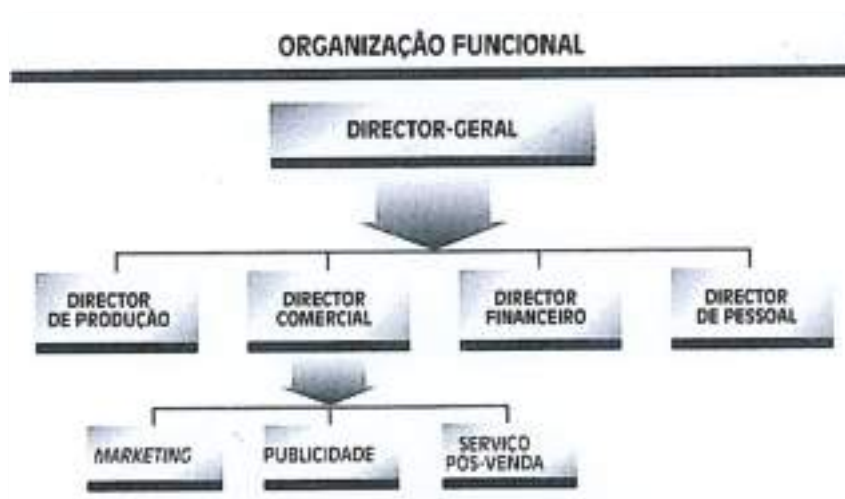 ORGANIZAÇÃO FUNCIONAL
DIRECTOR-GERAL
DIRECTOR
DE PRODUÇÃO
DIRECTOR
COMERCIAL
DIRECTOR
FINANCEIRO
DIRECTOR
DE PESSOAL
MARKETING
PUBLICIDADE
SERVIÇO
PÓS-VENDA